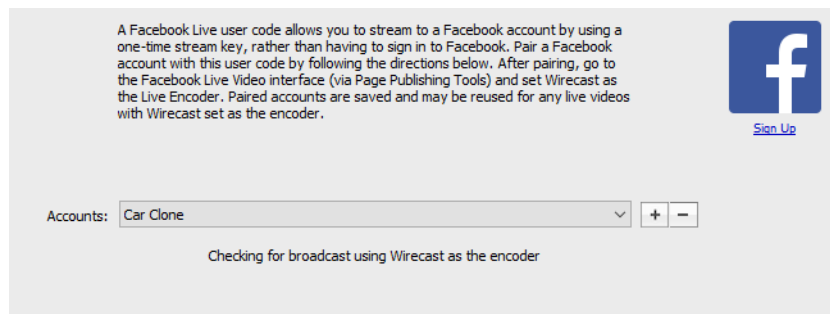 A Facebook Live user code allows you to stream to a Facebook account by using a
one-time stream key, rather than having to sign in to Facebook. Pair a Facebook
account with this user code by following the directions below. After pairing, go to
the Facebook Live Video interface (via Page Publishing Tools) and set Wirecast as
the Live Encoder. Paired accounts are saved and may be reused for any live videos
with Wirecast set as the encoder.
Sign Up
Accounts: Car Clone + −
Checking for broadcast using Wirecast as the encoder